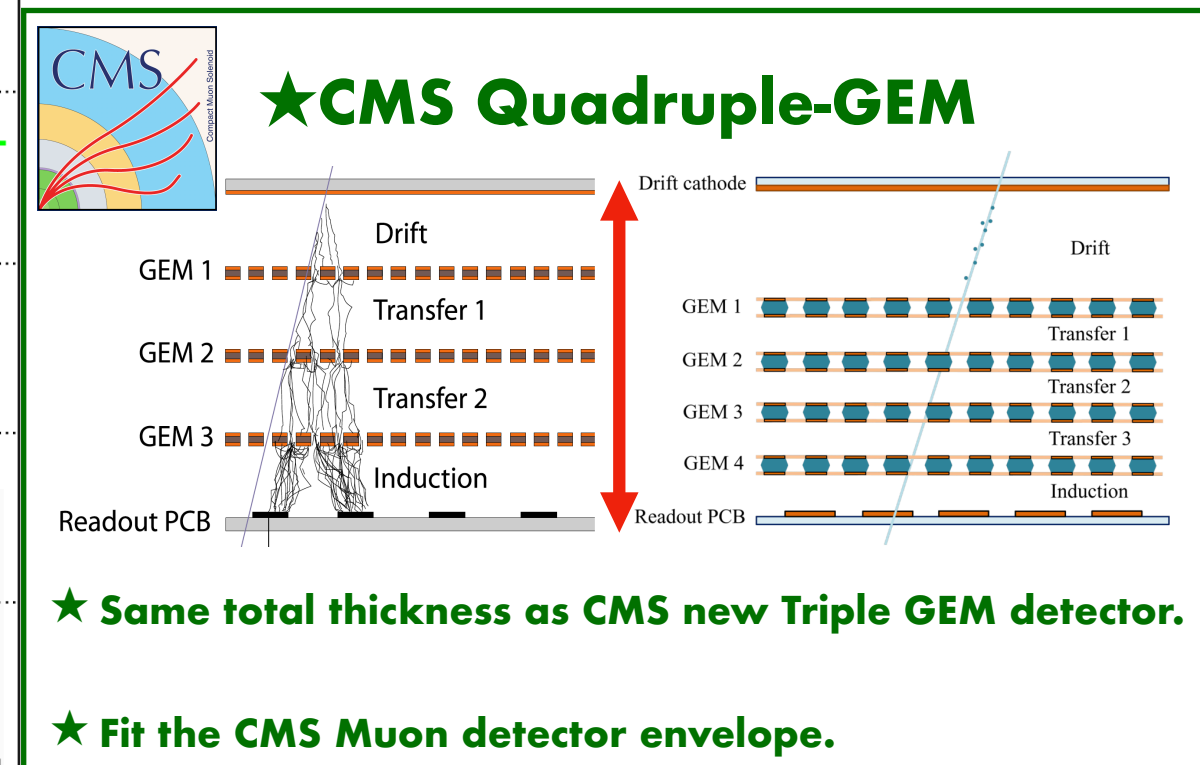 CMS
Compact Muon Solenoid
★CMS Quadruple-GEM
Drift
GEM 1
Transfer 1
GEM 2
Transfer 2
GEM 3
Induction
Readout PCB
Drift cathode
Drift
GEM 1
Transfer 1
GEM 2
Transfer 2
GEM 3
Transfer 3
GEM 4
Induction
Readout PCB
★ Same total thickness as CMS new Triple GEM detector.
★ Fit the CMS Muon detector envelope.